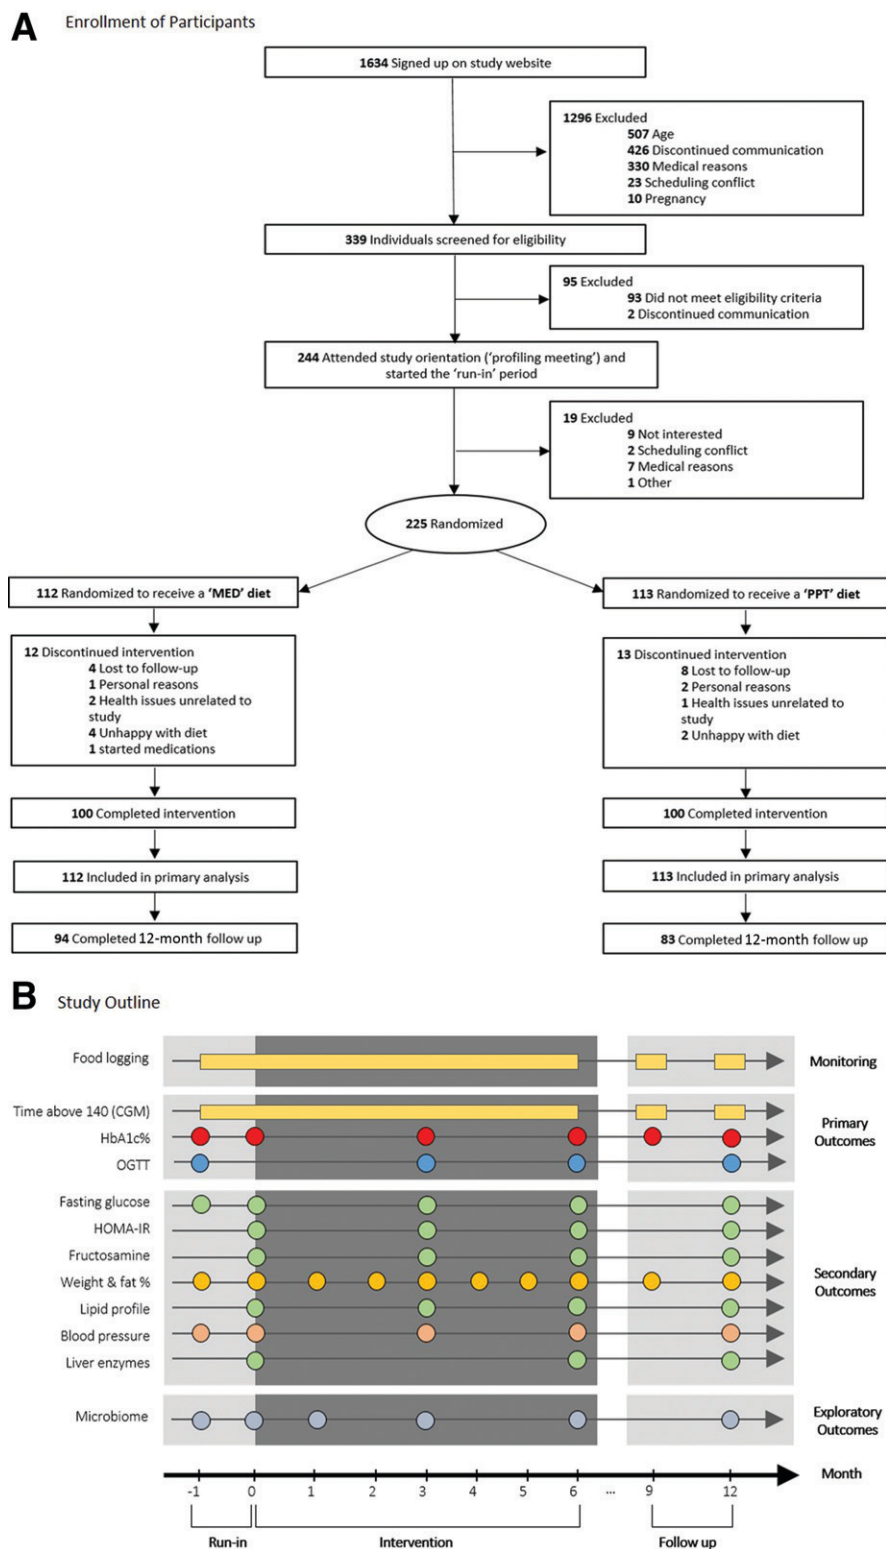 A Enrollment of Participants
1634 Signed up on study website
1296 Excluded
507 Age
426 Discontinued communication
330 Medical reasons
23 Scheduling conflict
10 Pregnancy
339 Individuals screened for eligibility
95 Excluded
93 Did not meet eligibility criteria
2 Discontinued communication
244 Attended study orientation ('profiling meeting') and
started the 'run-in' period
19 Excluded
9 Not interested
2 Scheduling conflict
7 Medical reasons
1 Other
225 Randomized
112 Randomized to receive a 'MED' diet
12 Discontinued intervention
4 Lost to follow-up
1 Personal reasons
2 Health issues unrelated to
study
4 Unhappy with diet
1 started medications
100 Completed intervention
112 Included in primary analysis
94 Completed 12-month follow up
113 Randomized to receive a 'PPT' diet
13 Discontinued intervention
8 Lost to follow-up
2 Personal reasons
1 Health issues unrelated to
study
2 Unhappy with diet
100 Completed intervention
113 Included in primary analysis
83 Completed 12-month follow up
B Study Outline
Food logging
Monitoring
Time above 140 (CGM)
HbA1c%
OGTT
Primary
Outcomes
Fasting glucose
HOMA-IR
Fructosamine
Weight & fat %
Lipid profile
Blood pressure
Liver enzymes
Secondary
Outcomes
Microbiome
Exploratory
Outcomes
Month
-1 0 1 2 3 4 5 6 ... 9 12
Run-in Intervention Follow up